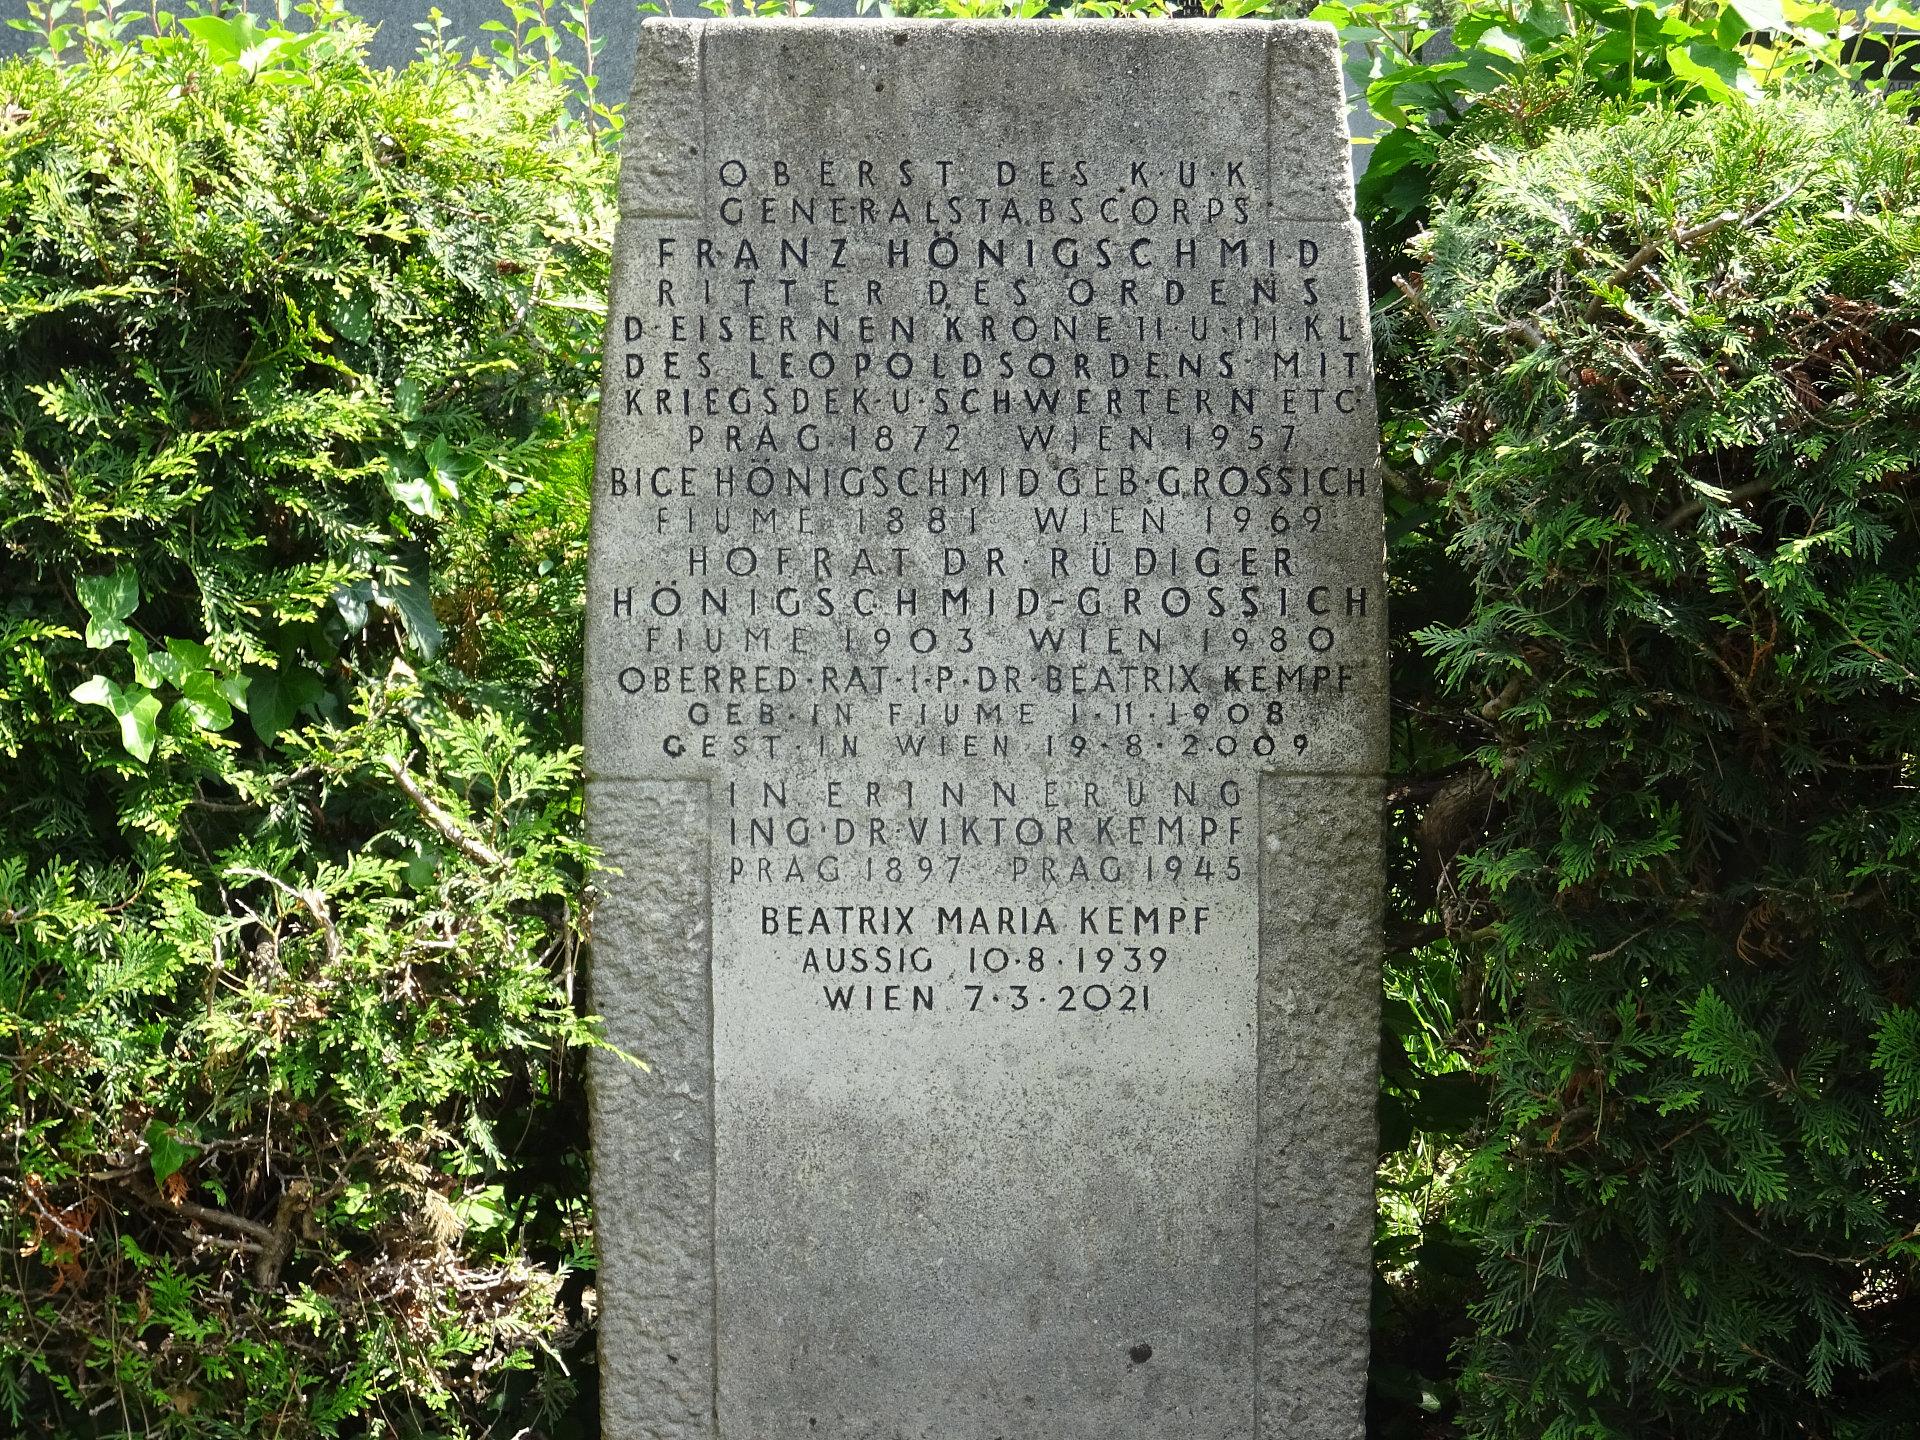 OBERST DES K·U·K
GENERALSTABSCORPS
FRANZ HÖNIGSCHMID
RITTER DES ORDENS
D·EISERNEN KRONE II·U·III·KL
DES LEOPOLDSORDENS MIT
KRIEGSDEK·U·SCHWERTERN ETC·
PRAG 1872 WIEN 1957
BICE HÖNIGSCHMID GEB·GROSSICH
FIUME 1881 WIEN 1969
HOFRAT DR·RÜDIGER
HÖNIGSCHMID-GROSSICH
FIUME 1903 WIEN 1980
OBERRED·RAT·I·P·DR·BEATRIX KEMPF
GEB·IN FIUME 1·11·1908
GEST·IN WIEN 19·8·2009
IN ERINNERUNG
ING·DR·VIKTOR KEMPF
PRAG 1897 PRAG 1945
BEATRIX MARIA KEMPF
AUSSIG 10·8·1939
WIEN 7·3·2021